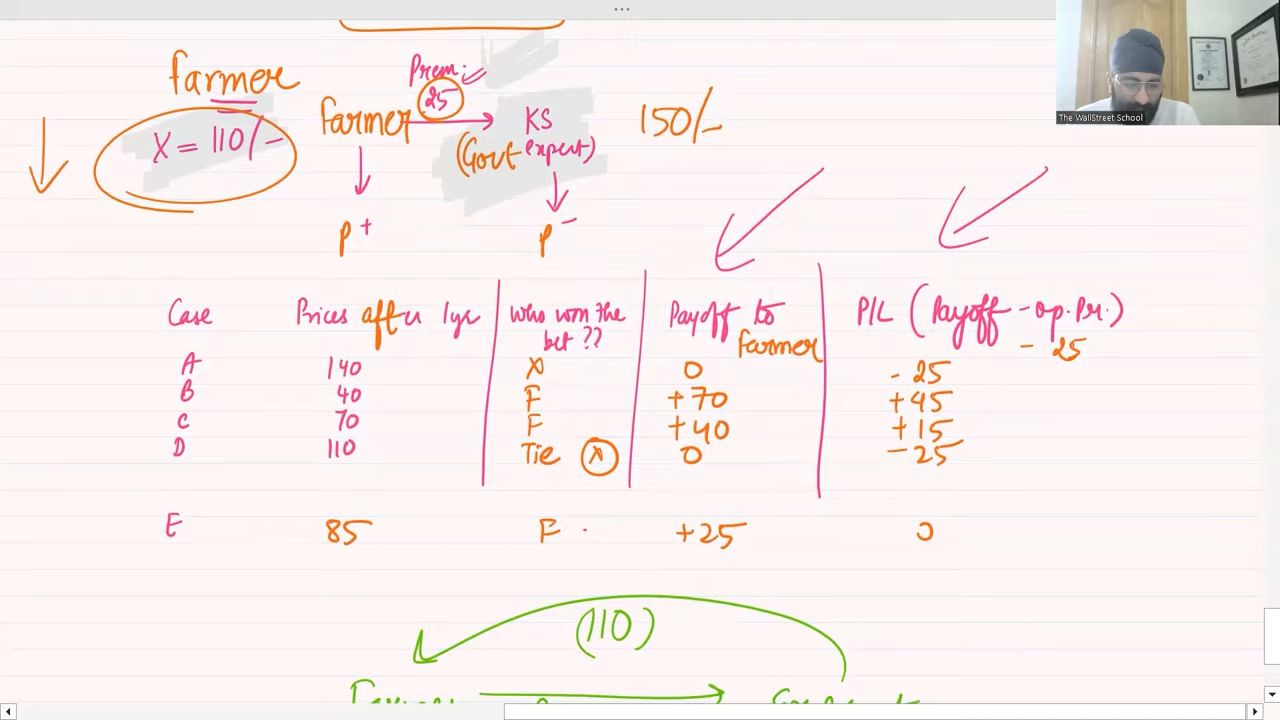 farmer
X = 110/-
Prem.
25
farmer → KS
(Govt expert)
150/-
P+
P-
Case
Prices after 1yr
Who won the bet ??
Payoff to farmer
P/L (Payoff - op.Pr.)
- 25
A 140 X 0 - 25
B 40 F +70 +45
C 70 F +40 +15
D 110 Tie X 0 -25
E 85 F +25 0
(110)
The WallStreet School